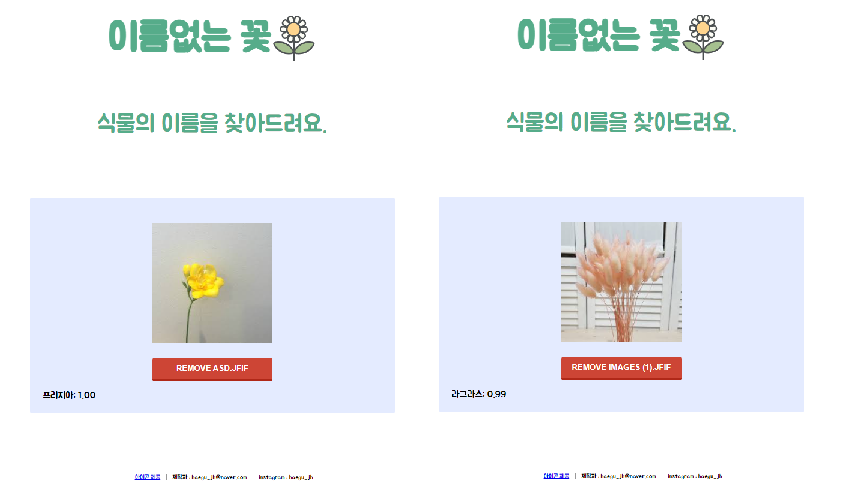 이름없는 꽃
식물의 이름을 찾아드려요.
REMOVE ASD.JFIF
프리지아: 1.00
이름없는 꽃
식물의 이름을 찾아드려요.
REMOVE IMAGES (1).JFIF
라그라스: 0.99